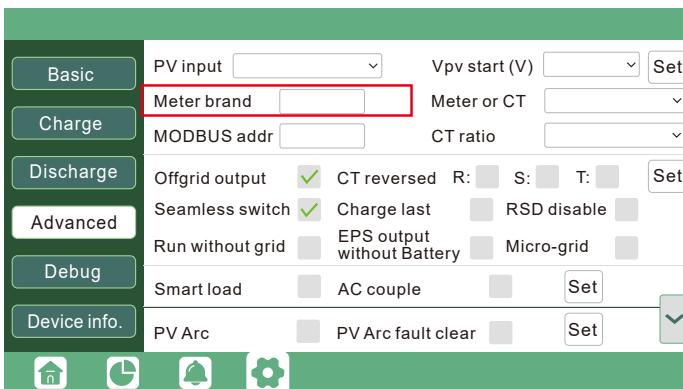 Basic
Charge
Discharge
Advanced
Debug
Device info.
PV input Vpv start (V) Set
Meter brand Meter or CT
MODBUS addr CT ratio
Offgrid output CT reversed R: S: T: Set
Seamless switch Charge last RSD disable
Run without grid EPS output without Battery Micro-grid
Smart load AC couple Set
PV Arc PV Arc fault clear Set